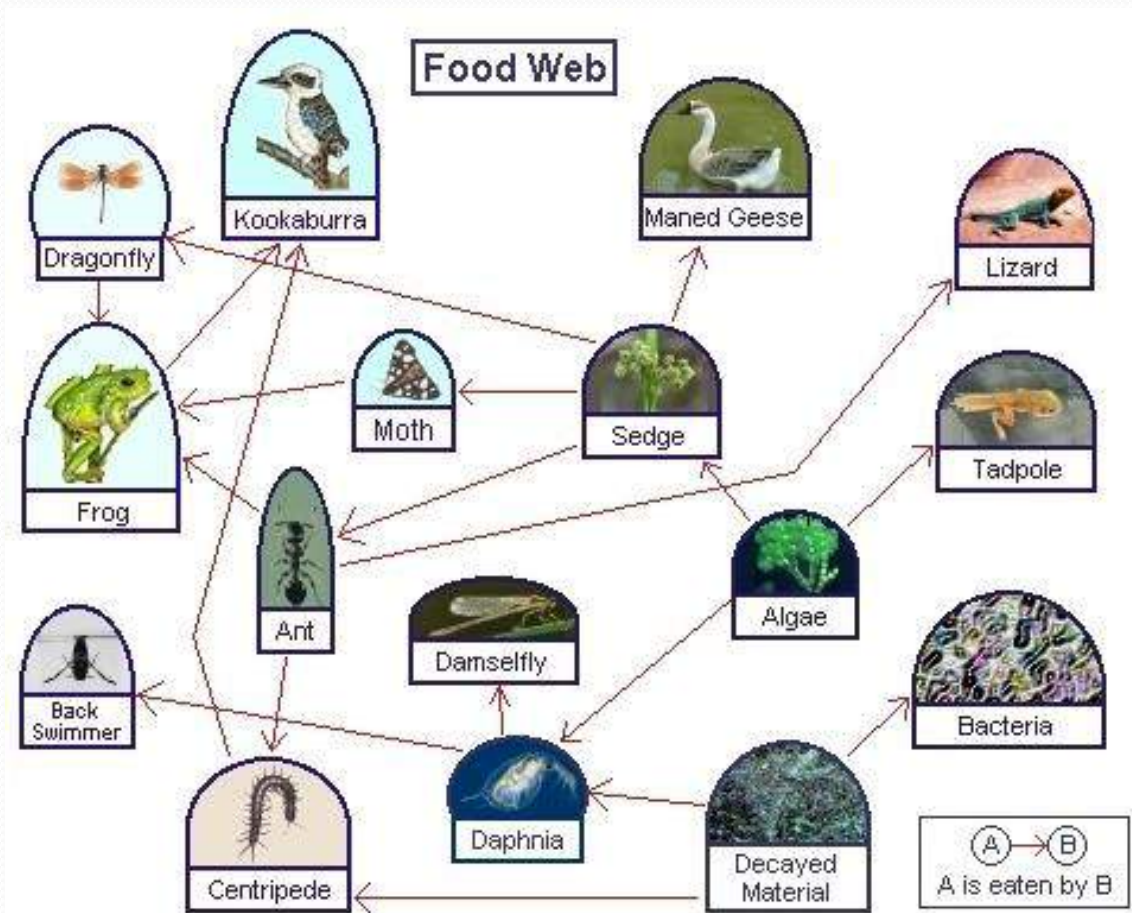 Food Web
Kookaburra
Maned Geese
Dragonfly
Lizard
Moth
Sedge
Tadpole
Frog
Ant
Algae
Damselfly
Back
Swimmer
Bacteria
Daphnia
Centripede
Decayed
Material
A B
A is eaten by B